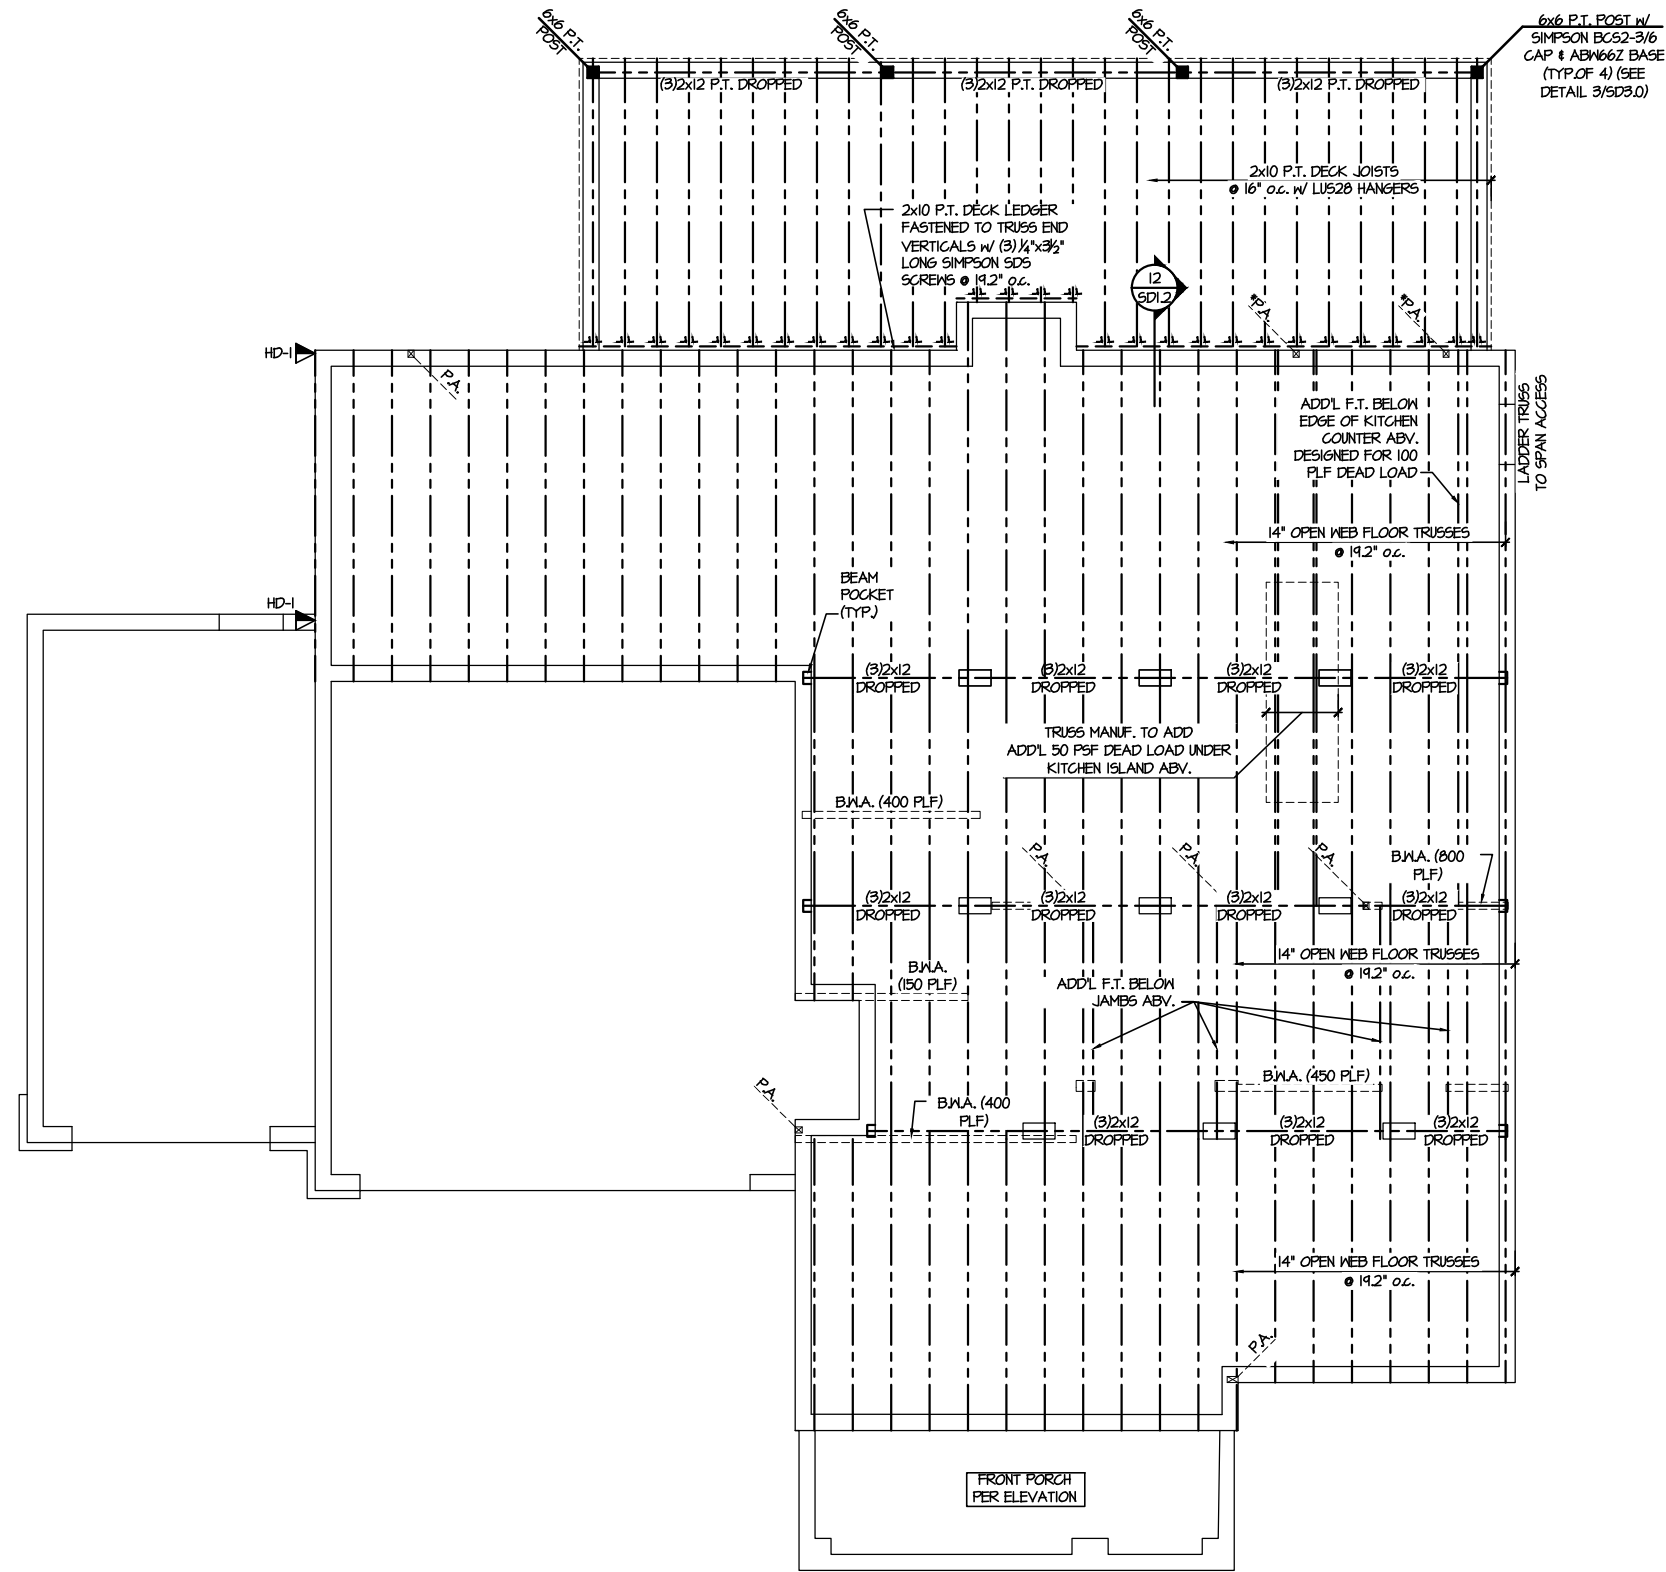 6x6 P.T.
POST
6x6 P.T.
POST
6x6 P.T.
POST
6x6 P.T. POST w/
SIMPSON BCS2-3/6
CAP & ABW66Z BASE
(TYP.OF 4) (SEE
DETAIL 3/SD3.0)
(3)2x12 P.T. DROPPED
(3)2x12 P.T. DROPPED
(3)2x12 P.T. DROPPED
2x10 P.T. DECK JOISTS
@ 16" o.c. w/ LUS28 HANGERS
2x10 P.T. DECK LEDGER
FASTENED TO TRUSS END
VERTICALS w/ (3) 1/4"x3 1/2"
LONG SIMPSON SDS
SCREWS @ 19.2" o.c.
12
SD1.2
*P.A.
*P.A.
HD-1
P.A.
ADD'L F.T. BELOW
EDGE OF KITCHEN
COUNTER ABV.
DESIGNED FOR 100
PLF DEAD LOAD
LADDER TRUSS
TO SPAN ACCESS
14" OPEN WEB FLOOR TRUSSES
@ 19.2" o.c.
BEAM
POCKET
(TYP.)
HD-1
(3)2x12
DROPPED
(3)2x12
DROPPED
(3)2x12
DROPPED
(3)2x12
DROPPED
TRUSS MANUF. TO ADD
ADD'L 50 PSF DEAD LOAD UNDER
KITCHEN ISLAND ABV.
B.W.A. (400 PLF)
P.A.
P.A.
P.A.
B.W.A. (800
PLF)
(3)2x12
DROPPED
(3)2x12
DROPPED
(3)2x12
DROPPED
(3)2x12
DROPPED
14" OPEN WEB FLOOR TRUSSES
@ 19.2" o.c.
B.W.A.
(150 PLF)
ADD'L F.T. BELOW
JAMBS ABV.
B.W.A. (450 PLF)
P.A.
B.W.A. (400
PLF)
(3)2x12
DROPPED
(3)2x12
DROPPED
(3)2x12
DROPPED
14" OPEN WEB FLOOR TRUSSES
@ 19.2" o.c.
P.A.
FRONT PORCH
PER ELEVATION